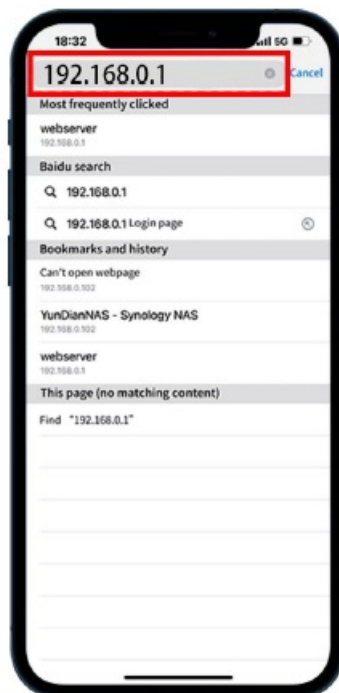 18:32
5G
192.168.0.1
Cancel
Most frequently clicked
webserver
192.168.0.1
Baidu search
192.168.0.1
192.168.0.1 Login page
Bookmarks and history
Can't open webpage
192.168.0.102
YunDianNAS - Synology NAS
192.168.0.102
webserver
192.168.0.1
This page (no matching content)
Find "192.168.0.1"